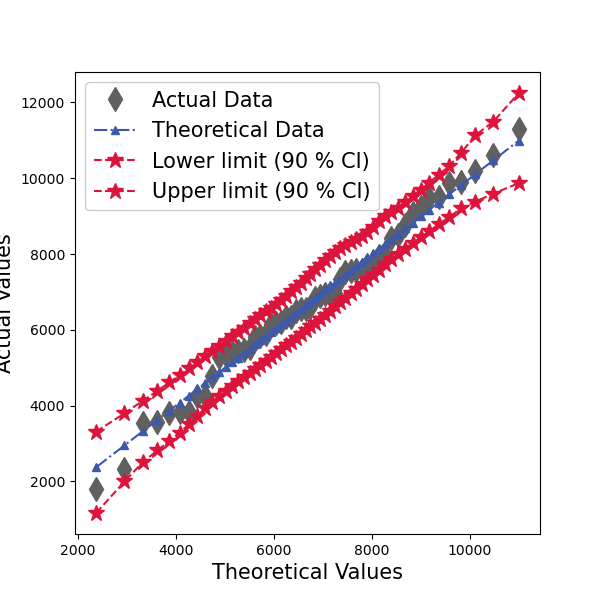 Actual Data
Theoretical Data
Lower limit (90 % CI)
Upper limit (90 % CI)
12000
10000
8000
6000
4000
2000
Actual Values
2000 4000 6000 8000 10000
Theoretical Values